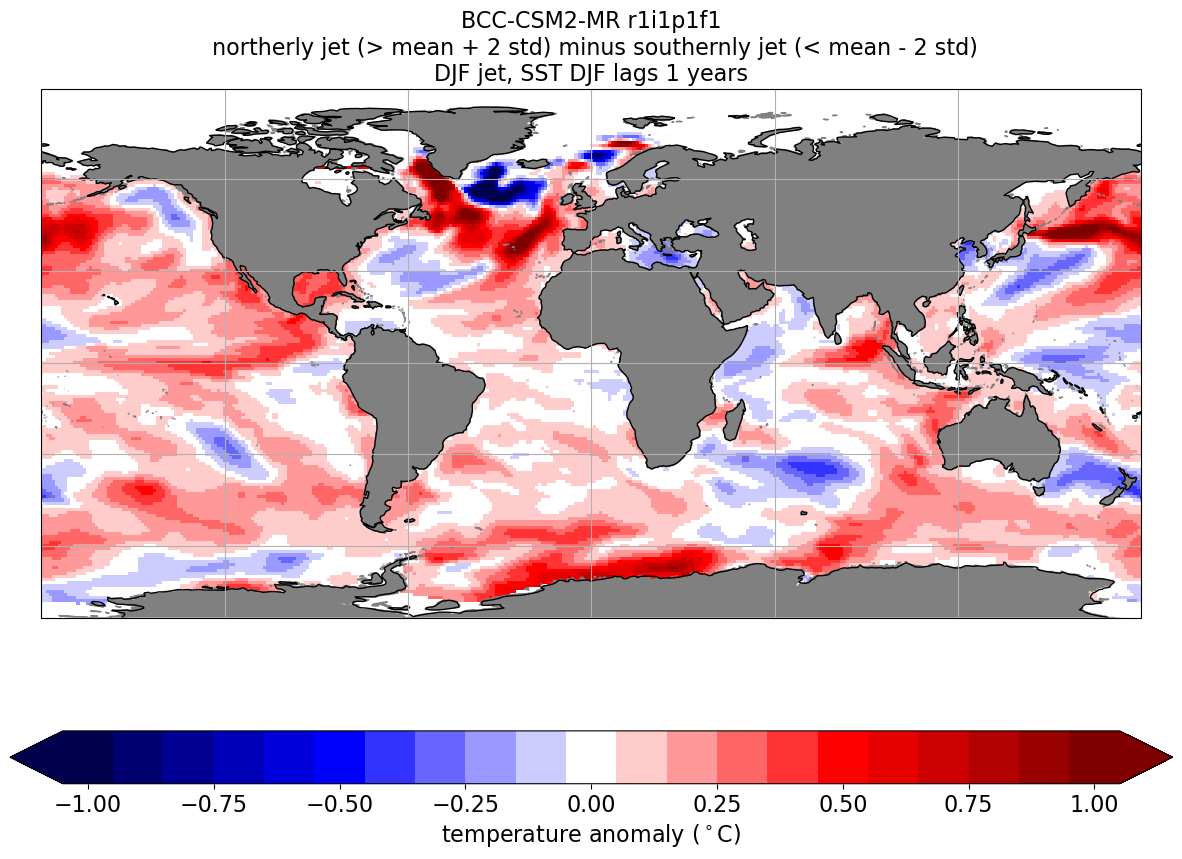 BCC-CSM2-MR r1i1p1f1
northerly jet (> mean + 2 std) minus southernly jet (< mean - 2 std)
DJF jet, SST DJF lags 1 years
−1.00 −0.75 −0.50 −0.25 0.00 0.25 0.50 0.75 1.00
temperature anomaly (°C)